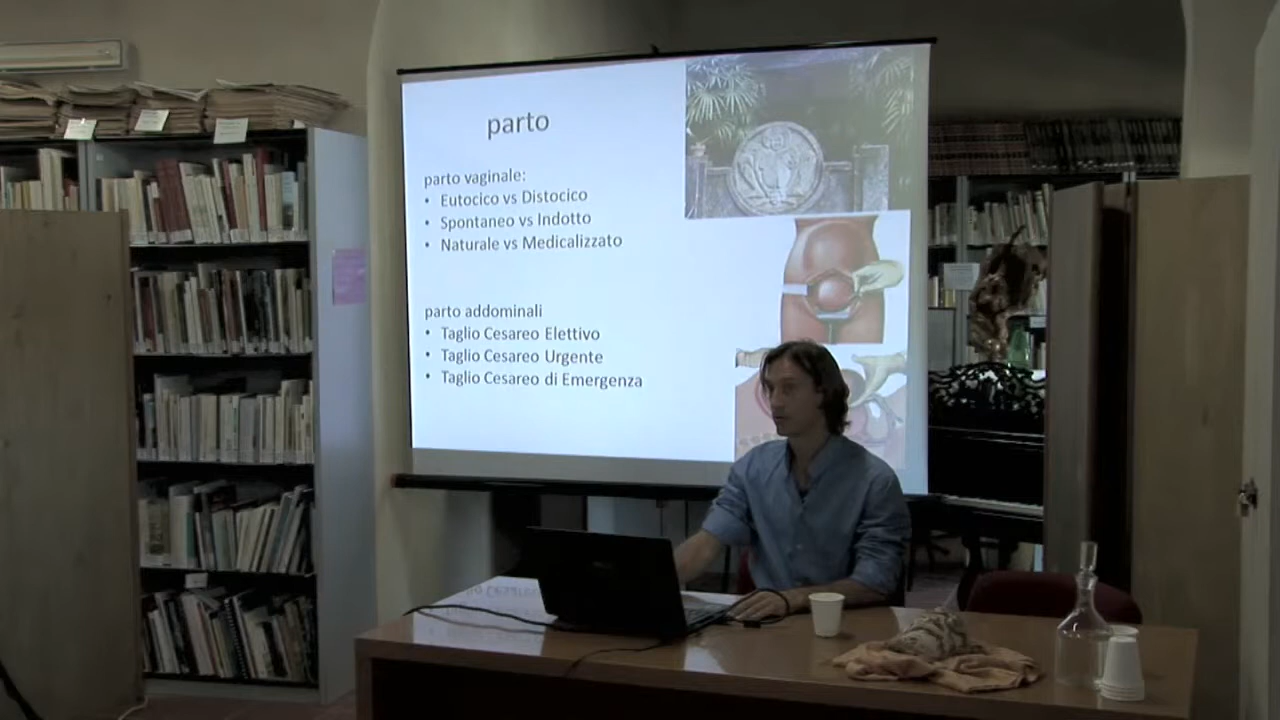 parto
parto vaginale:
• Eutocico vs Distocico
• Spontaneo vs Indotto
• Naturale vs Medicalizzato
parto addominali
• Taglio Cesareo Elettivo
• Taglio Cesareo Urgente
• Taglio Cesareo di Emergenza